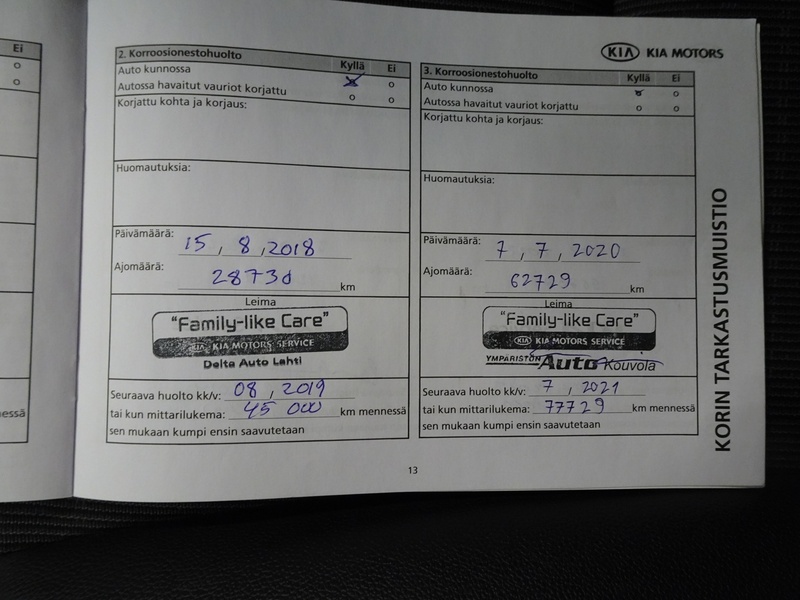 Ei
o
o
nessä
KIA KIA MOTORS
2. Korroosionestohuolto
Kyllä Ei
Auto kunnossa o
Autossa havaitut vauriot korjattu o o
Korjattu kohta ja korjaus:
Huomautuksia:
Päivämäärä: 15, 8, 2018
Ajomäärä: 28730 km
Leima
"Family-like Care"
KIA KIA MOTORS SERVICE
Delta Auto Lahti
Seuraava huolto kk/v: 08, 2019
tai kun mittarilukema: 45 000 km mennessä
sen mukaan kumpi ensin saavutetaan
3. Korroosionestohuolto
Kyllä Ei
Auto kunnossa o
Autossa havaitut vauriot korjattu o o
Korjattu kohta ja korjaus:
Huomautuksia:
Päivämäärä: 7, 7, 2020
Ajomäärä: 62729 km
Leima
"Family-like Care"
KIA KIA MOTORS SERVICE
YMPÄRISTÖN Auto Kouvola
Seuraava huolto kk/v: 7, 2021
tai kun mittarilukema: 77729 km mennessä
sen mukaan kumpi ensin saavutetaan
KORIN TARKASTUSMUISTIO
13